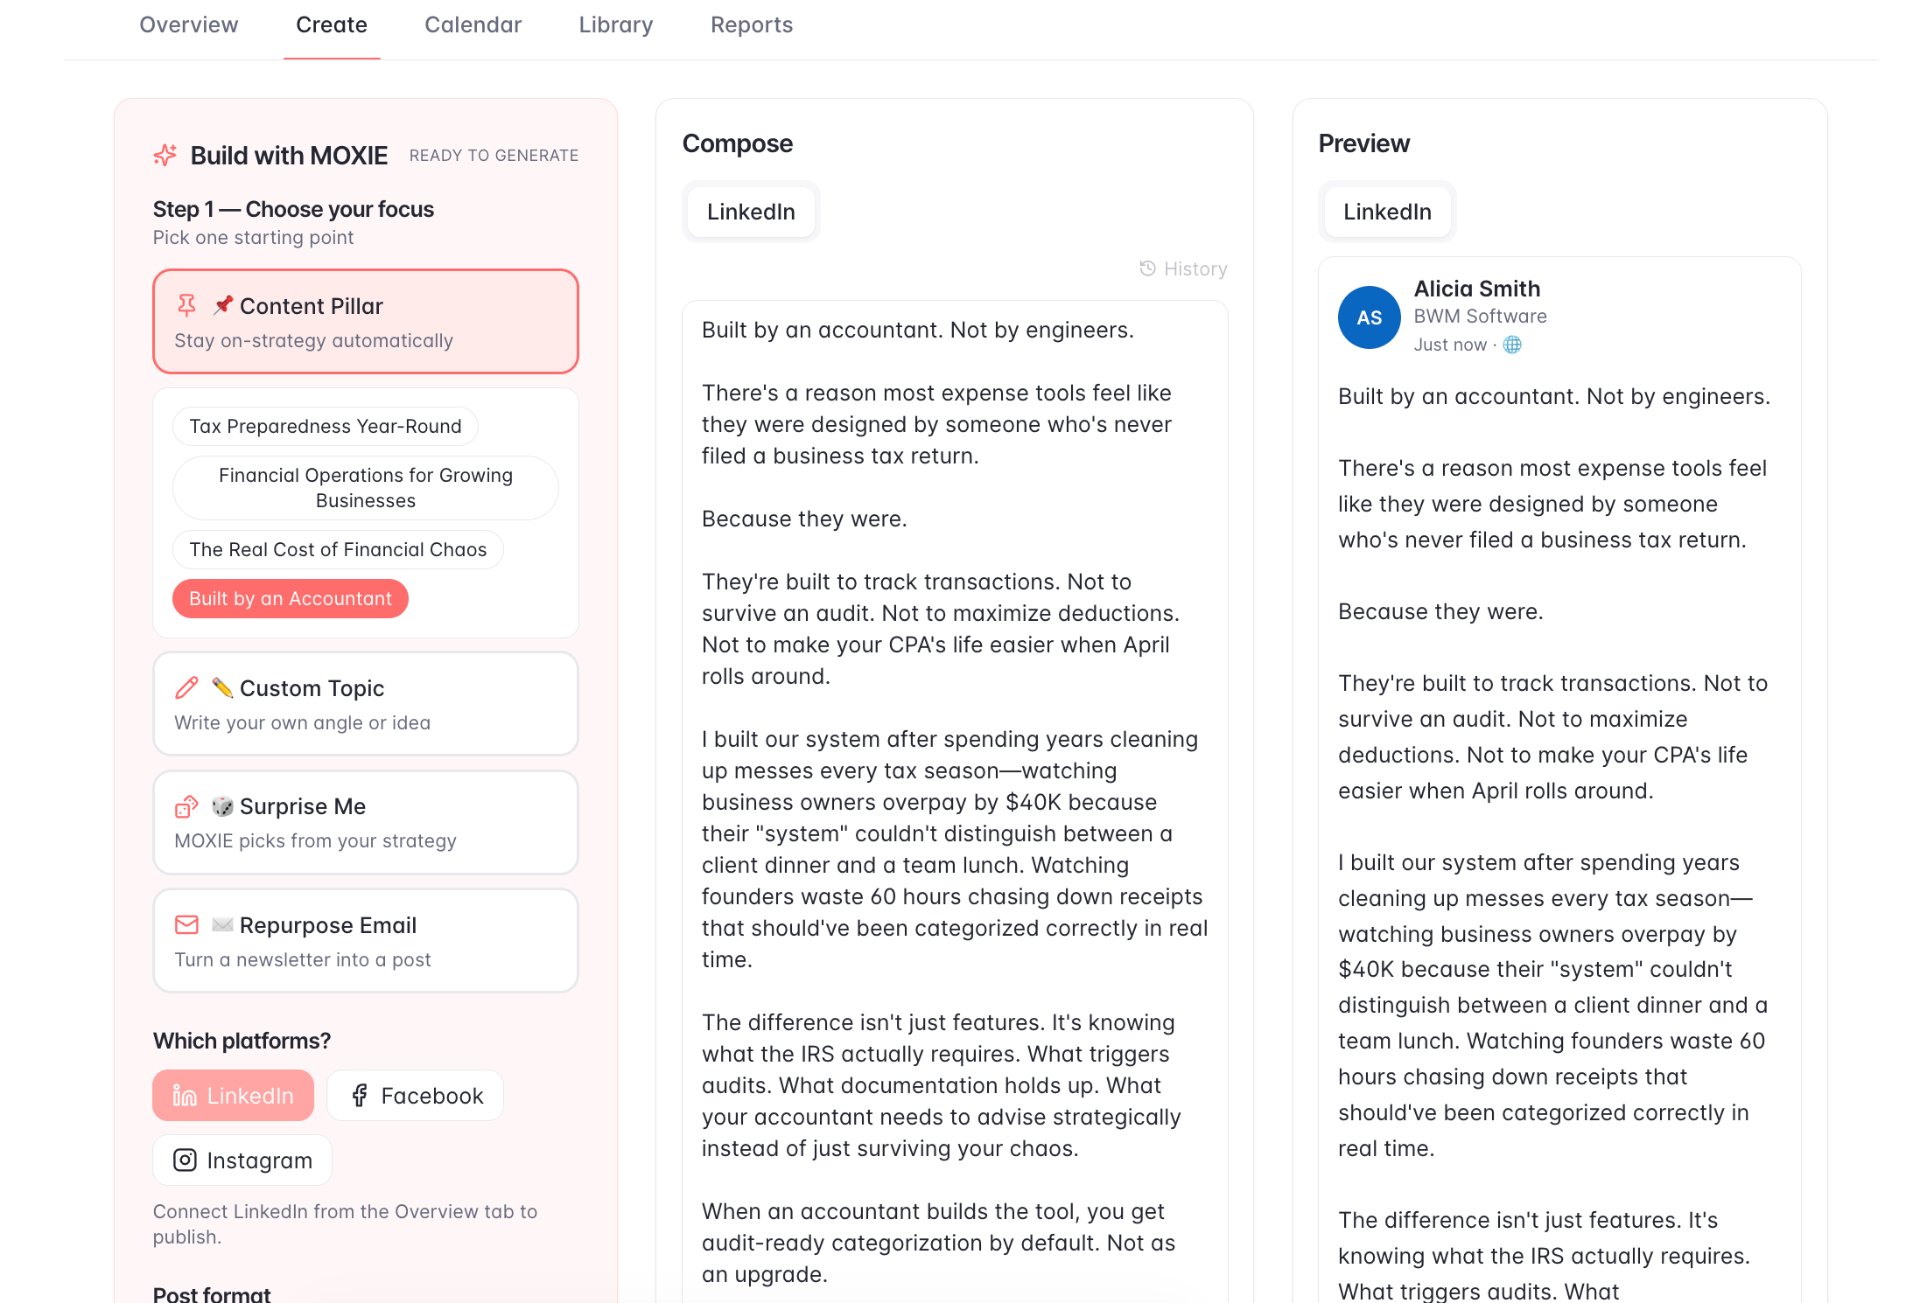 Overview Create Calendar Library Reports
Build with MOXIE READY TO GENERATE
Step 1 — Choose your focus
Pick one starting point
📌 Content Pillar
Stay on-strategy automatically
Tax Preparedness Year-Round
Financial Operations for Growing
Businesses
The Real Cost of Financial Chaos
Built by an Accountant
✏️ Custom Topic
Write your own angle or idea
🎲 Surprise Me
MOXIE picks from your strategy
✉️ Repurpose Email
Turn a newsletter into a post
Which platforms?
LinkedIn Facebook
Instagram
Connect LinkedIn from the Overview tab to
publish.
Post format
Compose
LinkedIn
History
Built by an accountant. Not by engineers.
There's a reason most expense tools feel like
they were designed by someone who's never
filed a business tax return.
Because they were.
They're built to track transactions. Not to
survive an audit. Not to maximize deductions.
Not to make your CPA's life easier when April
rolls around.
I built our system after spending years cleaning
up messes every tax season—watching
business owners overpay by $40K because
their "system" couldn't distinguish between a
client dinner and a team lunch. Watching
founders waste 60 hours chasing down receipts
that should've been categorized correctly in real
time.
The difference isn't just features. It's knowing
what the IRS actually requires. What triggers
audits. What documentation holds up. What
your accountant needs to advise strategically
instead of just surviving your chaos.
When an accountant builds the tool, you get
audit-ready categorization by default. Not as
an upgrade.
Preview
LinkedIn
AS
Alicia Smith
BWM Software
Just now · 🌐
Built by an accountant. Not by engineers.
There's a reason most expense tools feel
like they were designed by someone
who's never filed a business tax return.
Because they were.
They're built to track transactions. Not to
survive an audit. Not to maximize
deductions. Not to make your CPA's life
easier when April rolls around.
I built our system after spending years
cleaning up messes every tax season—
watching business owners overpay by
$40K because their "system" couldn't
distinguish between a client dinner and a
team lunch. Watching founders waste 60
hours chasing down receipts that
should've been categorized correctly in
real time.
The difference isn't just features. It's
knowing what the IRS actually requires.
What triggers audits. What